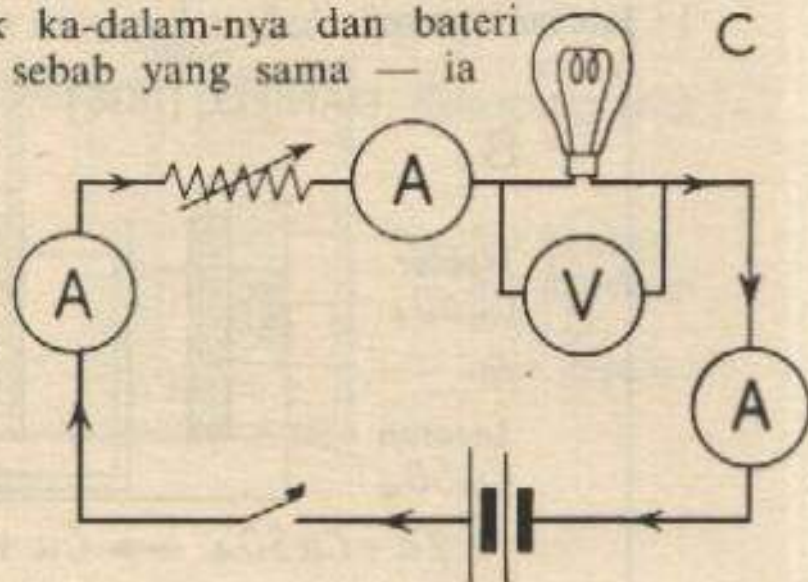 k ka-dalam-nya dan bateri
sebab yang sama — ia
C
A
A
V
A